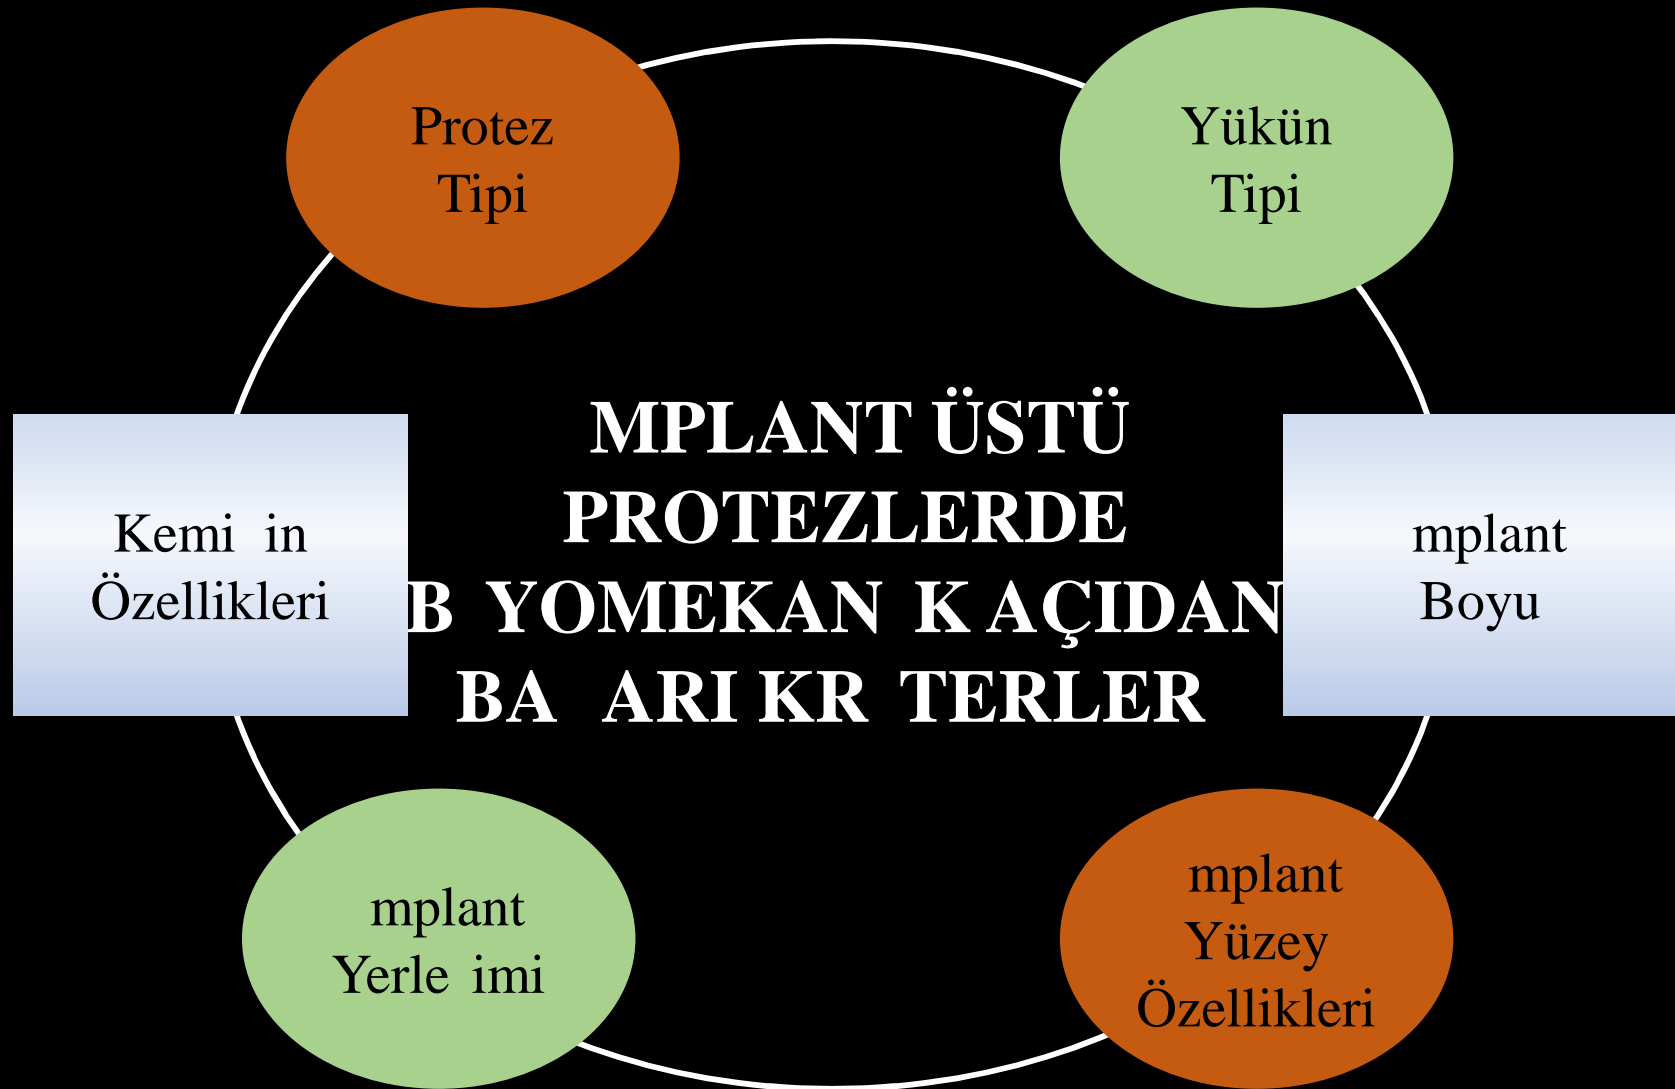 Protez
Tipi
Yükün
Tipi
MPLANT ÜSTÜ
PROTEZLERDE
B YOMEKAN K AÇIDAN
BA ARI KR TERLER
Kemi in
Özellikleri
mplant
Boyu
mplant
Yerle imi
mplant
Yüzey
Özellikleri